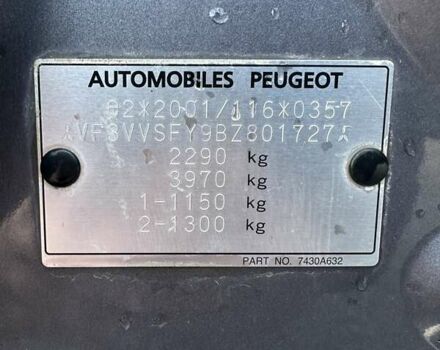 AUTOMOBILES PEUGEOT
02*2001/116*0357
VF3VVSFY9BZ801727
2290 kg
3970 kg
1-1150 kg
2-1300 kg
PART NO. 7430A632